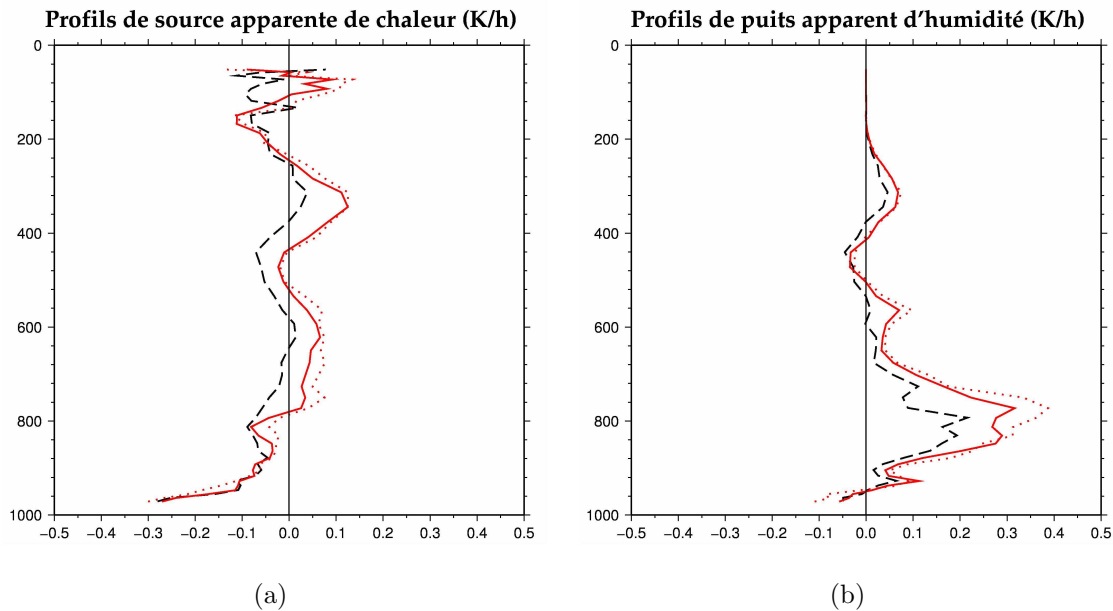 Profils de source apparente de chaleur (K/h)
0
200
400
600
800
1000
−0.5 −0.4 −0.3 −0.2 −0.1 0.0 0.1 0.2 0.3 0.4 0.5
(a)
Profils de puits apparent d’humidité (K/h)
0
200
400
600
800
1000
−0.5 −0.4 −0.3 −0.2 −0.1 0.0 0.1 0.2 0.3 0.4 0.5
(b)